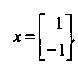 x = [ 1
-1 ],